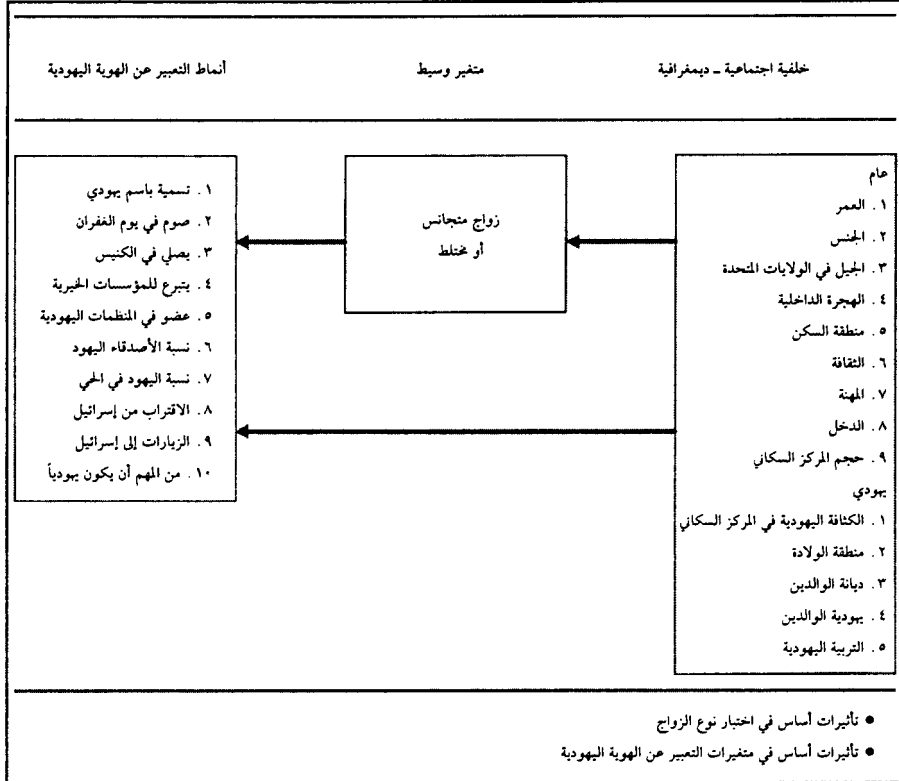 خلفية اجتماعية ـ ديمغرافية
متغير وسيط
أنماط التعبير عن الهوية اليهودية
عام
١. العمر
٢. الجنس
٣. الجيل في الولايات المتحدة
٤. الهجرة الداخلية
٥. منطقة السكن
٦. الثقافة
٧. المهنة
٨. الدخل
٩. حجم المركز السكاني
يهودي
١. الكثافة اليهودية في المركز السكاني
٢. منطقة الولادة
٣. ديانة الوالدين
٤. يهودية الوالدين
٥. التربية اليهودية
زواج متجانس
أو مختلط
١. تسمية باسم يهودي
٢. صوم في يوم الغفران
٣. يصلي في الكنيس
٤. يتبرع للمؤسسات الخيرية
٥. عضو في المنظمات اليهودية
٦. نسبة الأصدقاء اليهود
٧. نسبة اليهود في الحي
٨. الاقتراب من إسرائيل
٩. الزيارات إلى إسرائيل
١٠. من المهم أن يكون يهودياً
● تأثيرات أساس في اختبار نوع الزواج
● تأثيرات أساس في متغيرات التعبير عن الهوية اليهودية